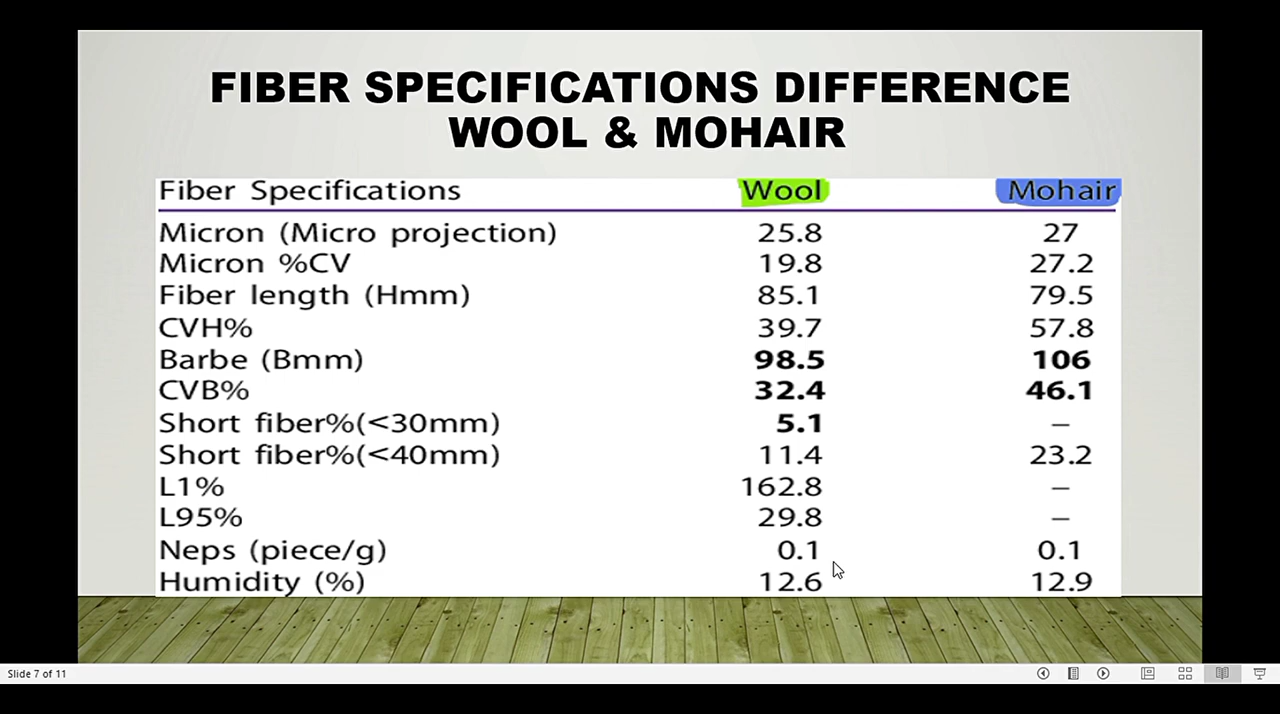 FIBER SPECIFICATIONS DIFFERENCE
WOOL & MOHAIR
Fiber Specifications Wool Mohair
Micron (Micro projection) 25.8 27
Micron %CV 19.8 27.2
Fiber length (Hmm) 85.1 79.5
CVH% 39.7 57.8
Barbe (Bmm) 98.5 106
CVB% 32.4 46.1
Short fiber%(<30mm) 5.1 –
Short fiber%(<40mm) 11.4 23.2
L1% 162.8 –
L95% 29.8 –
Neps (piece/g) 0.1 0.1
Humidity (%) 12.6 12.9
Slide 7 of 11